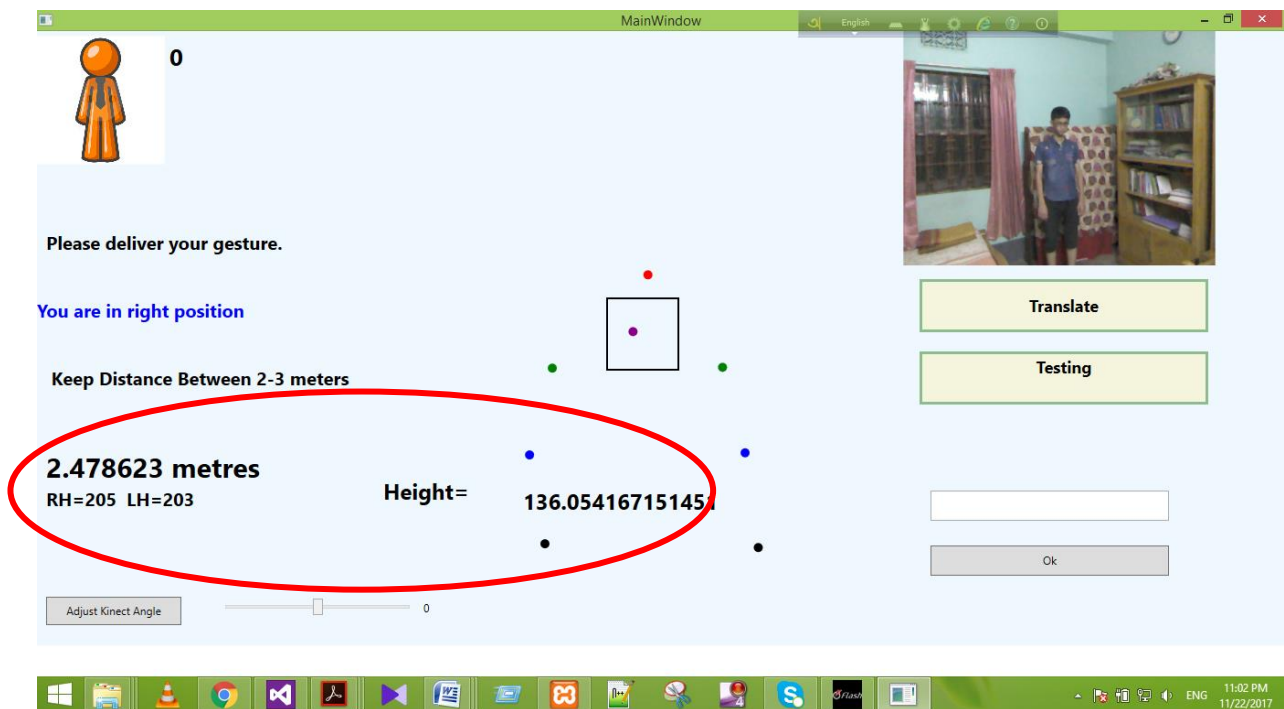 MainWindow
English
0
Please deliver your gesture.
You are in right position
Translate
Keep Distance Between 2-3 meters
Testing
2.478623 metres
RH=205 LH=203
Height=
136.054167151451
Ok
Adjust Kinect Angle
0
ENG
11:02 PM
11/22/2017